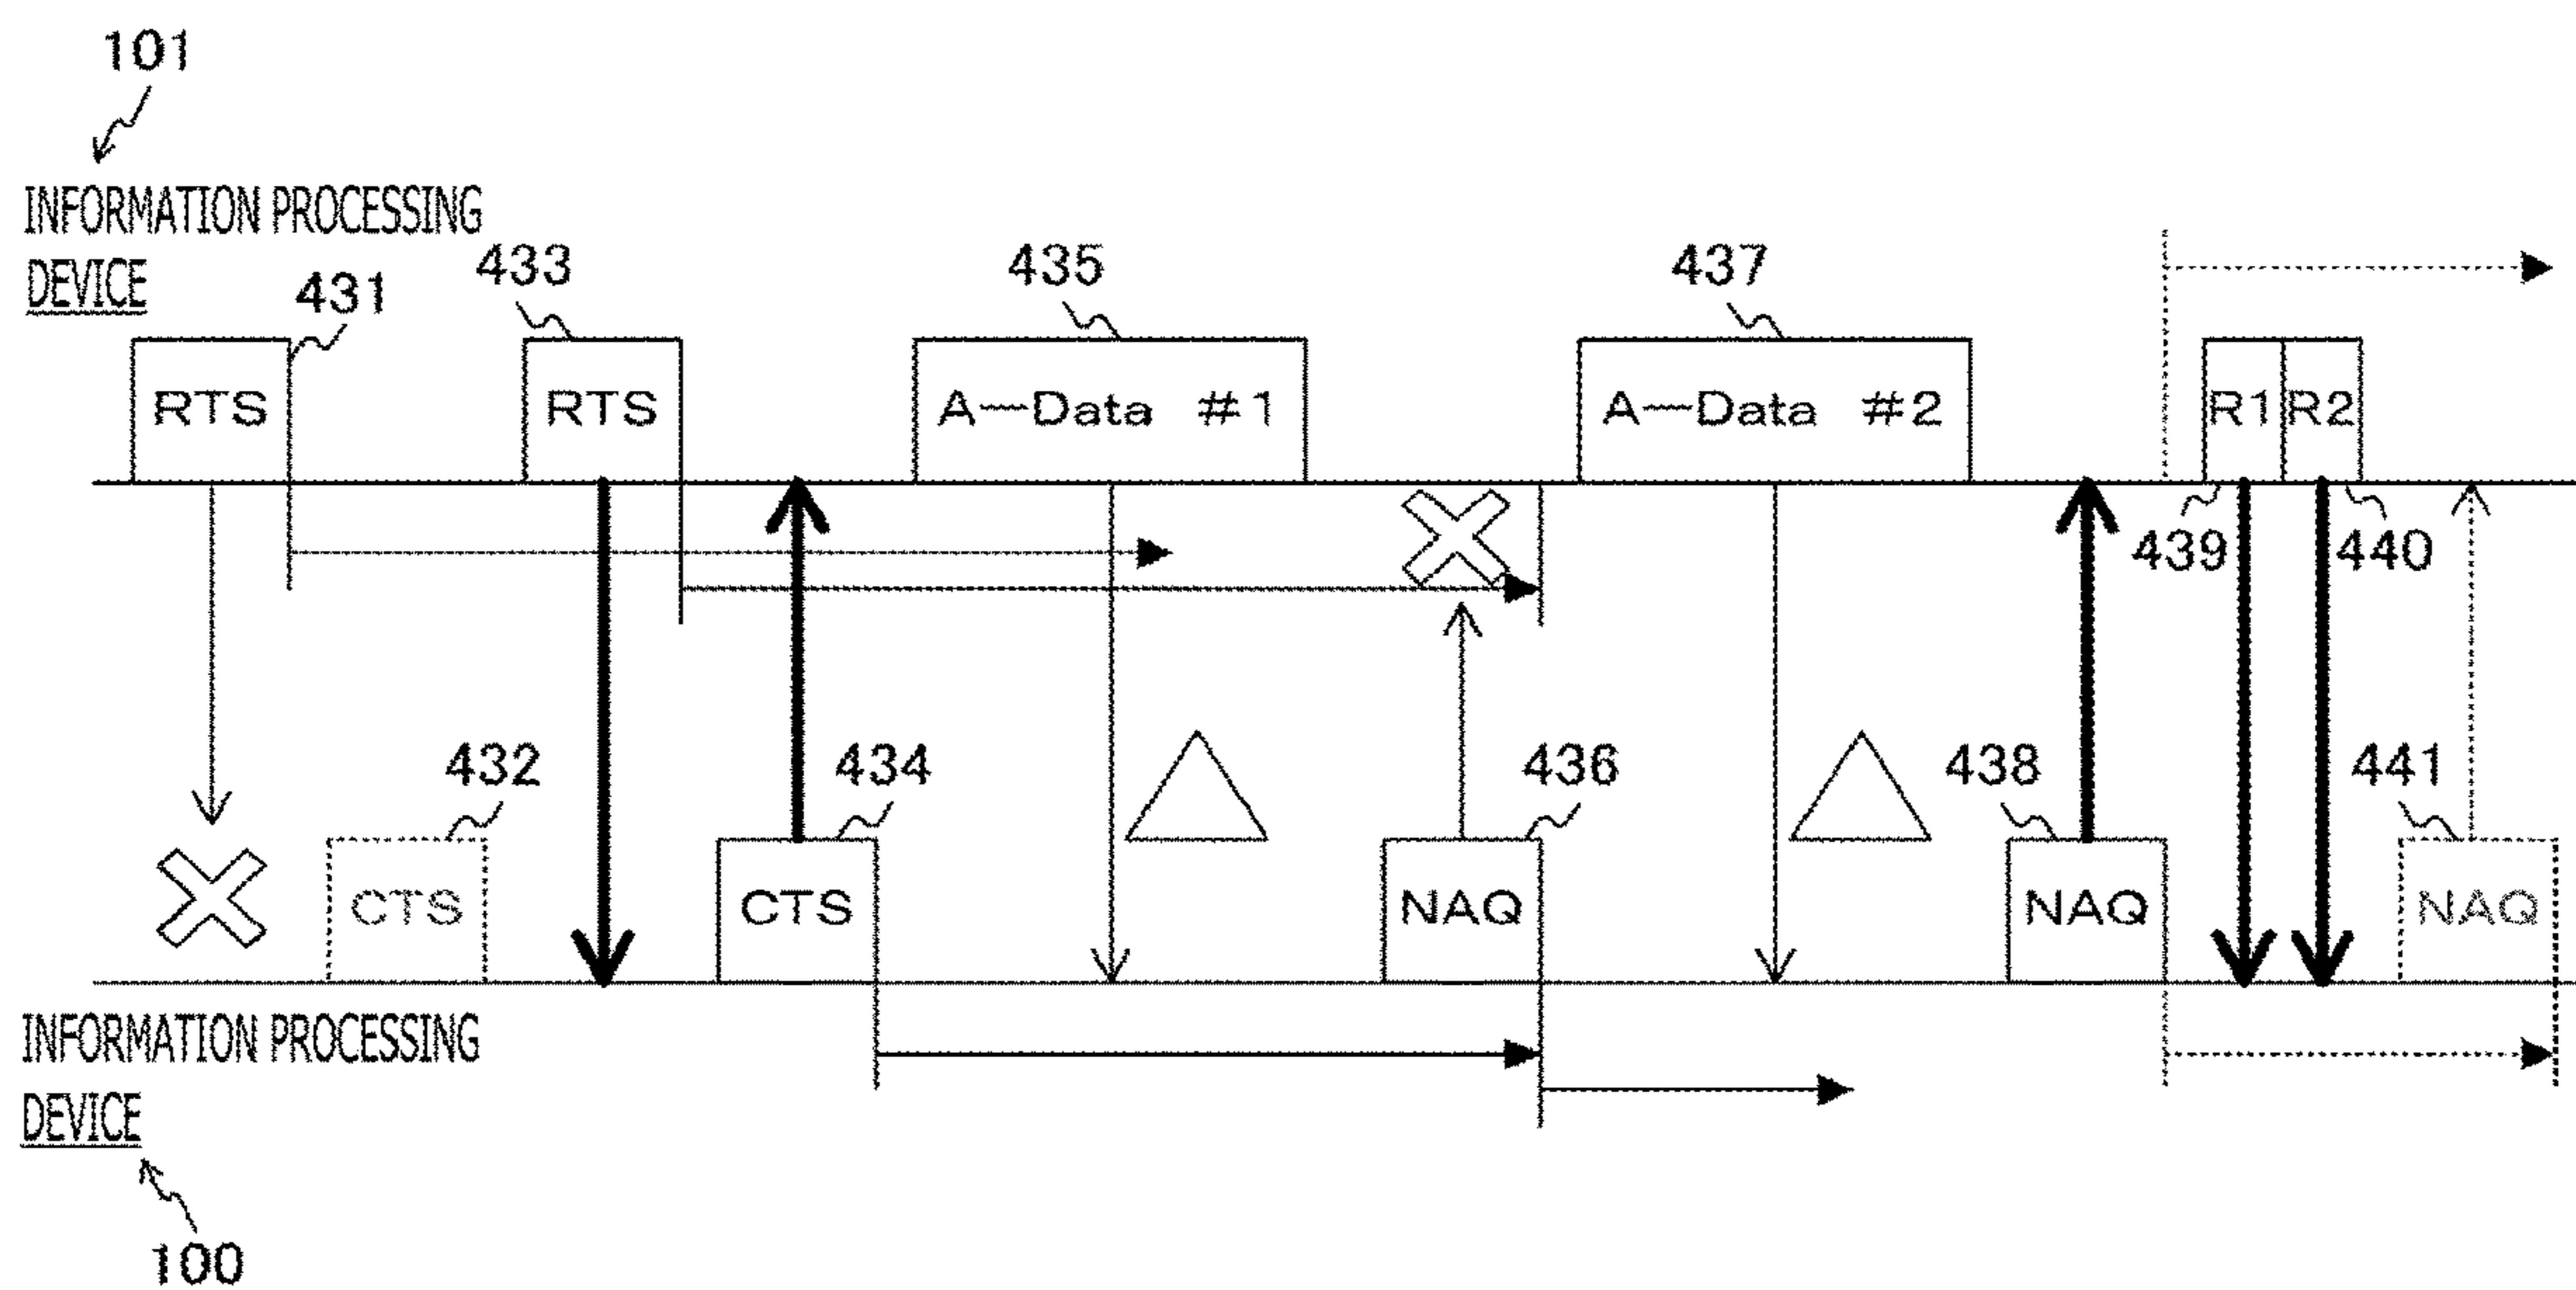 101
INFORMATION PROCESSING
DEVICE
431
433
435
437
RTS
RTS
A—Data #1
A—Data #2
R1
R2
439
440
432
434
436
438
441
CTS
CTS
NAQ
NAQ
NAQ
INFORMATION PROCESSING
DEVICE
100